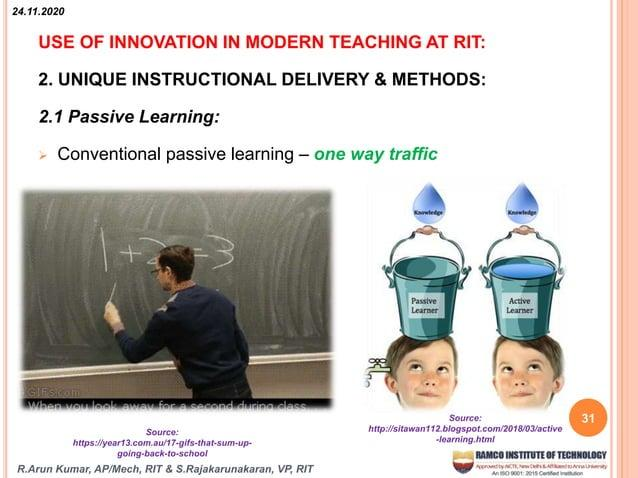 24.11.2020
USE OF INNOVATION IN MODERN TEACHING AT RIT:
2. UNIQUE INSTRUCTIONAL DELIVERY & METHODS:
2.1 Passive Learning:
Conventional passive learning – one way traffic
1+2=3
GIFs.com
When you look away for a second during class
Knowledge
Knowledge
Passive
Learner
Active
Learner
Source:
https://year13.com.au/17-gifs-that-sum-up-
going-back-to-school
Source:
http://sitawan112.blogspot.com/2018/03/active
-learning.html
31
R.Arun Kumar, AP/Mech, RIT & S.Rajakarunakaran, VP, RIT
RAMCO INSTITUTE OF TECHNOLOGY
Approved by AICTE, New Delhi & Affiliated to Anna University
An ISO 9001: 2015 Certified Institution